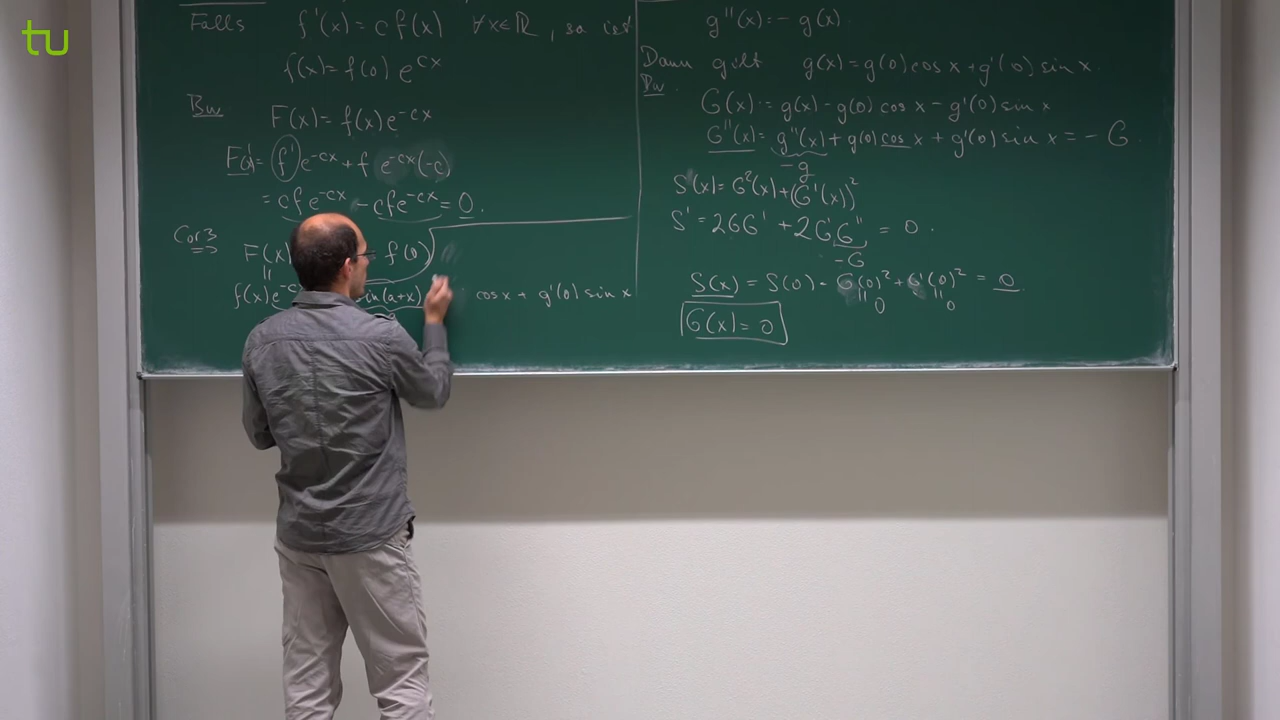 tu
Falls f'(x) = c f(x) ∀x∈ℝ, so ist
f(x) = f(0) e^{cx}
Bw
F(x) = f(x) e^{-cx}
F'(x) = f' e^{-cx} + f e^{-cx}(-c)
= c f e^{-cx} - c f e^{-cx} = 0.
Cor 3
⇒ F(x) f(0)
f(x) e sin(a+x) cos x + g'(0) sin x
g''(x) = - g(x).
Dann gilt g(x) = g(0) cos x + g'(0) sin x.
Bw.
G(x) := g(x) - g(0) cos x - g'(0) sin x
G''(x) = g''(x) + g(0) cos x + g'(0) sin x = - G.
-g
S(x) = G²(x) + (G'(x))²
S' = 2GG' + 2G'G'' = 0.
-G
S(x) = S(0) = G(0)² + G'(0)² = 0.
0 0
G(x) = 0